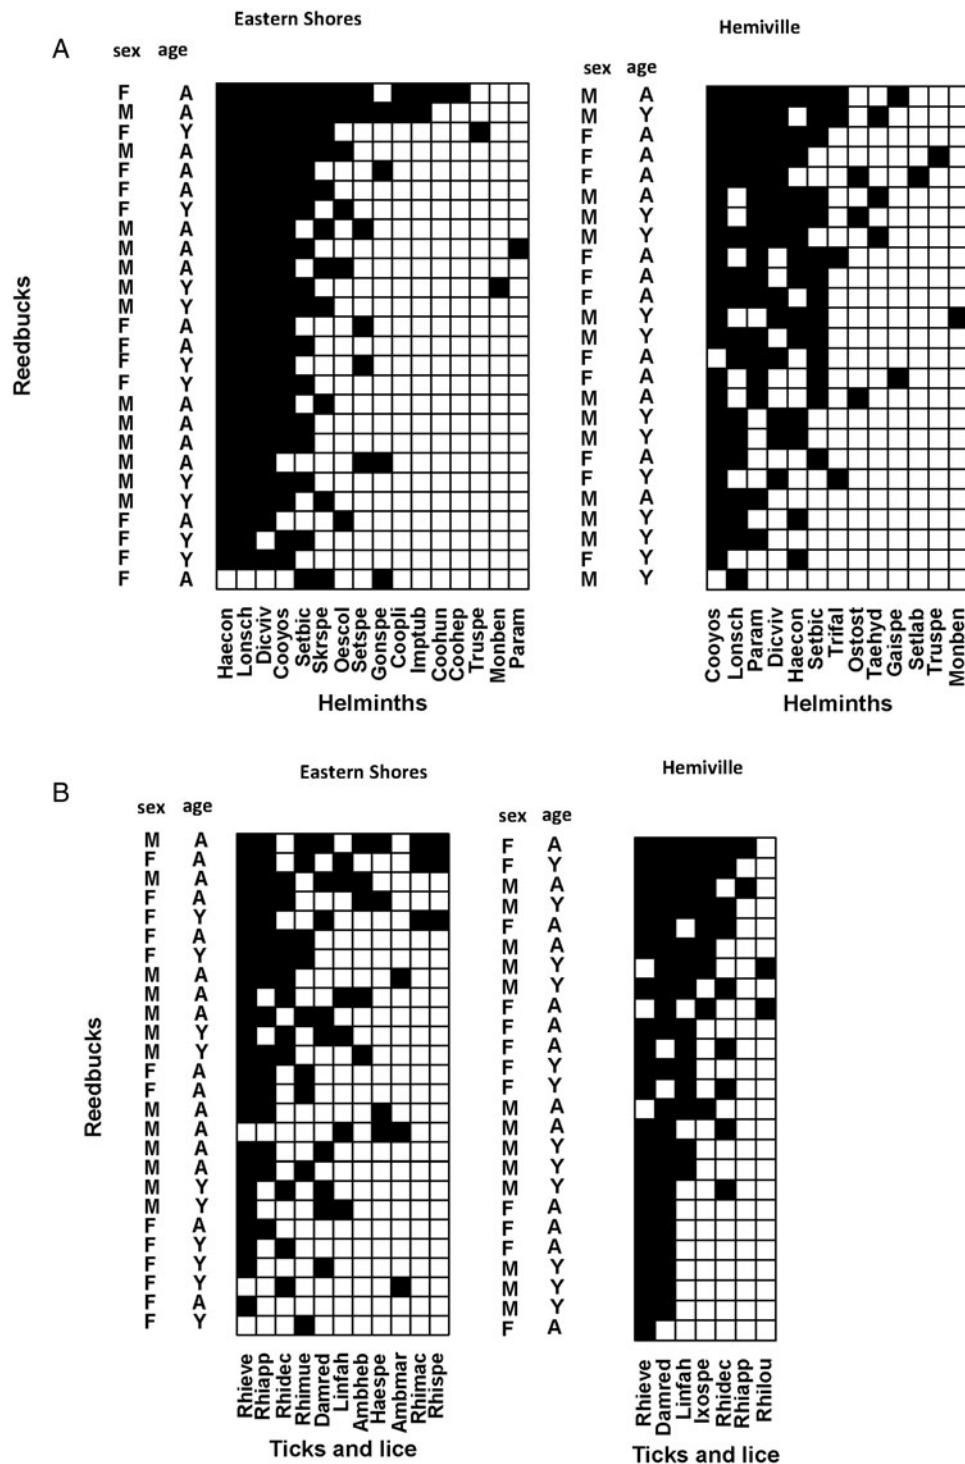 A
Eastern Shores
sex age
F A
M A
F Y
M A
F A
F A
F Y
M A
M A
M A
M Y
M Y
F A
F A
F Y
F Y
M A
M A
M A
M A
M Y
M Y
F A
F Y
F Y
F A
Reedbucks
Haecon
Lonsch
Dicviv
Cooyos
Setbic
Skrspe
Oescol
Setspe
Gonspe
Coopli
Imptub
Coohun
Coohep
Truspe
Monben
Param
Helminths
Hemiville
sex age
M A
M Y
F A
F A
F A
M A
M Y
M Y
F A
F A
F A
M Y
M Y
F A
F A
M A
M Y
M Y
F A
F Y
M A
M Y
M Y
F Y
M Y
Cooyos
Lonsch
Param
Dicviv
Haecon
Setbic
Trifal
Ostost
Taehyd
Gaispe
Setlab
Truspe
Monben
Helminths
B
Eastern Shores
sex age
M A
F A
M A
F A
F Y
F A
F Y
M A
M A
M A
M Y
M Y
F A
F A
M A
M A
M A
M A
M Y
M Y
F A
F Y
F Y
F Y
F A
F Y
Reedbucks
Rhieve
Rhiapp
Rhidec
Rhimue
Damred
Linfah
Ambheb
Haespe
Ambmar
Rhimac
Rhispe
Ticks and lice
Hemiville
sex age
F A
F Y
M A
M Y
F A
M A
M Y
M Y
F A
F A
F A
F Y
F Y
M A
M A
M Y
M Y
M Y
F A
F A
F A
M Y
M Y
M Y
F A
Rhieve
Damred
Linfah
Ixospe
Rhidec
Rhiapp
Rhilou
Ticks and lice